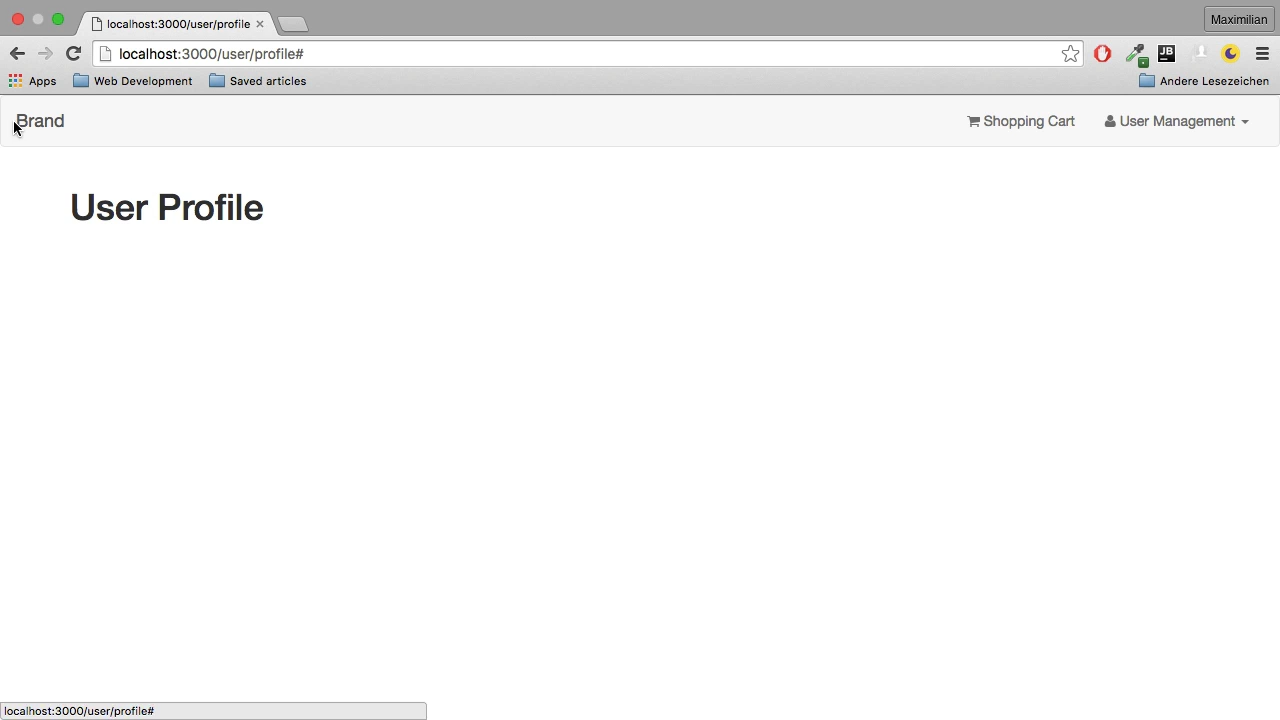 localhost:3000/user/profile
Maximilian
localhost:3000/user/profile#
JB
Apps
Web Development
Saved articles
Andere Lesezeichen
Brand
Shopping Cart
User Management
User Profile
localhost:3000/user/profile#